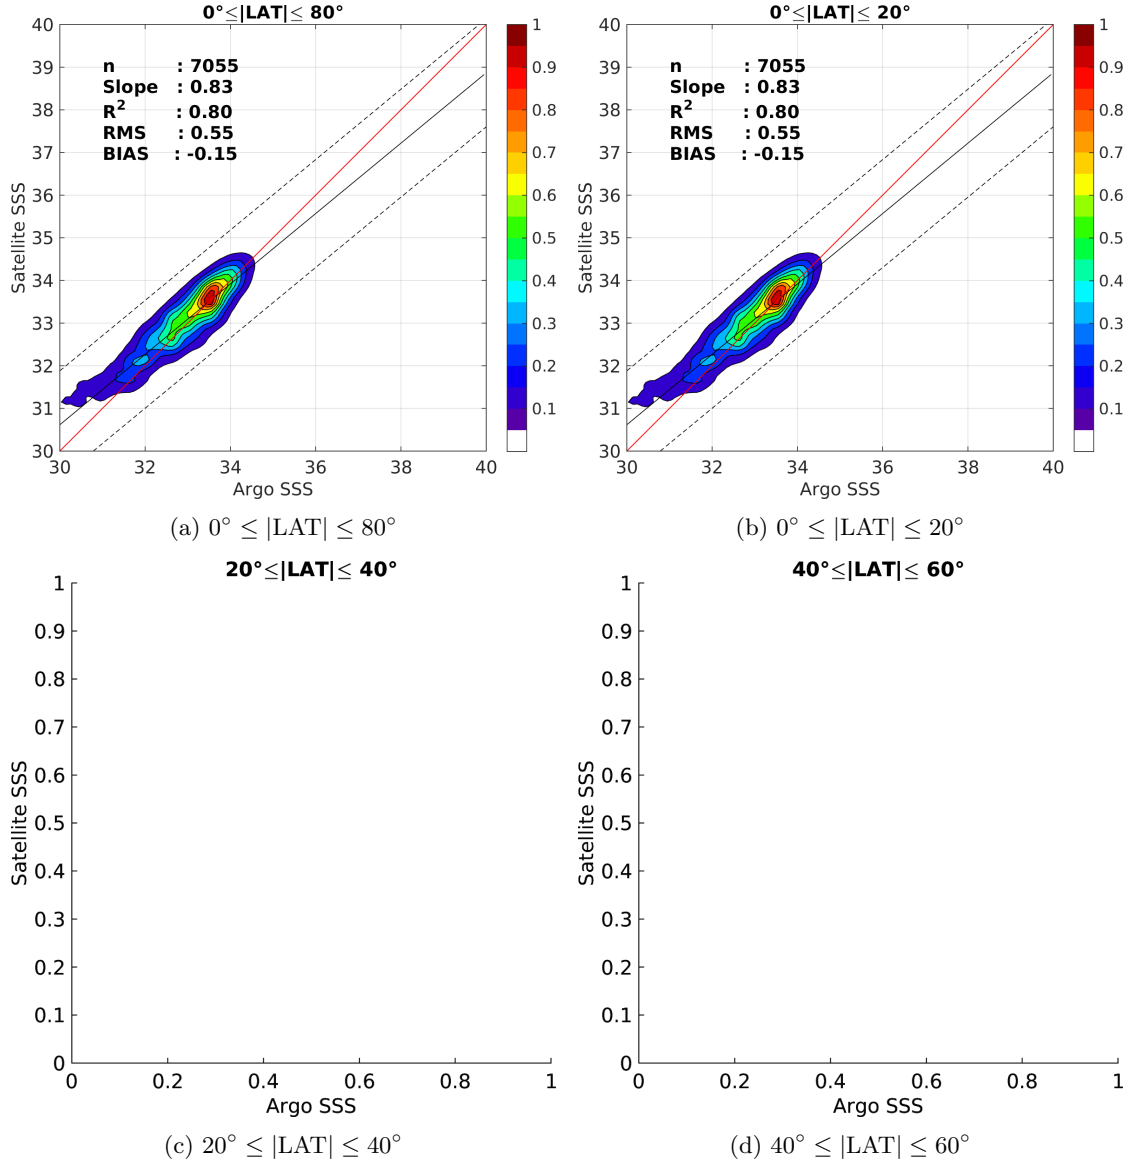 0°≤|LAT|≤ 80°
40
39
38
37
36
35
34
33
32
31
30
Satellite SSS
n : 7055
Slope : 0.83
R² : 0.80
RMS : 0.55
BIAS : -0.15
30 32 34 36 38 40
Argo SSS
1
0.9
0.8
0.7
0.6
0.5
0.4
0.3
0.2
0.1
(a) 0° ≤ |LAT| ≤ 80°
0°≤|LAT|≤ 20°
40
39
38
37
36
35
34
33
32
31
30
Satellite SSS
n : 7055
Slope : 0.83
R² : 0.80
RMS : 0.55
BIAS : -0.15
30 32 34 36 38 40
Argo SSS
1
0.9
0.8
0.7
0.6
0.5
0.4
0.3
0.2
0.1
(b) 0° ≤ |LAT| ≤ 20°
20°≤|LAT|≤ 40°
1
0.9
0.8
0.7
0.6
0.5
0.4
0.3
0.2
0.1
0
Satellite SSS
0 0.2 0.4 0.6 0.8 1
Argo SSS
(c) 20° ≤ |LAT| ≤ 40°
40°≤|LAT|≤ 60°
1
0.9
0.8
0.7
0.6
0.5
0.4
0.3
0.2
0.1
0
Satellite SSS
0 0.2 0.4 0.6 0.8 1
Argo SSS
(d) 40° ≤ |LAT| ≤ 60°